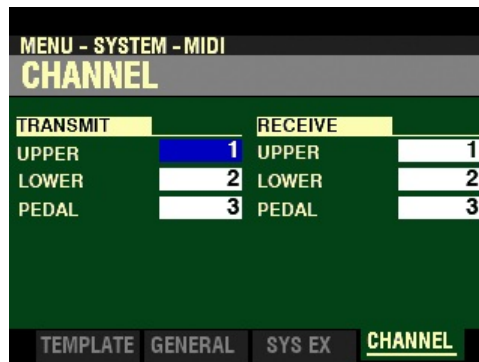 MENU - SYSTEM - MIDI
CHANNEL
TRANSMIT RECEIVE
UPPER 1 UPPER 1
LOWER 2 LOWER 2
PEDAL 3 PEDAL 3
TEMPLATE GENERAL SYS EX CHANNEL